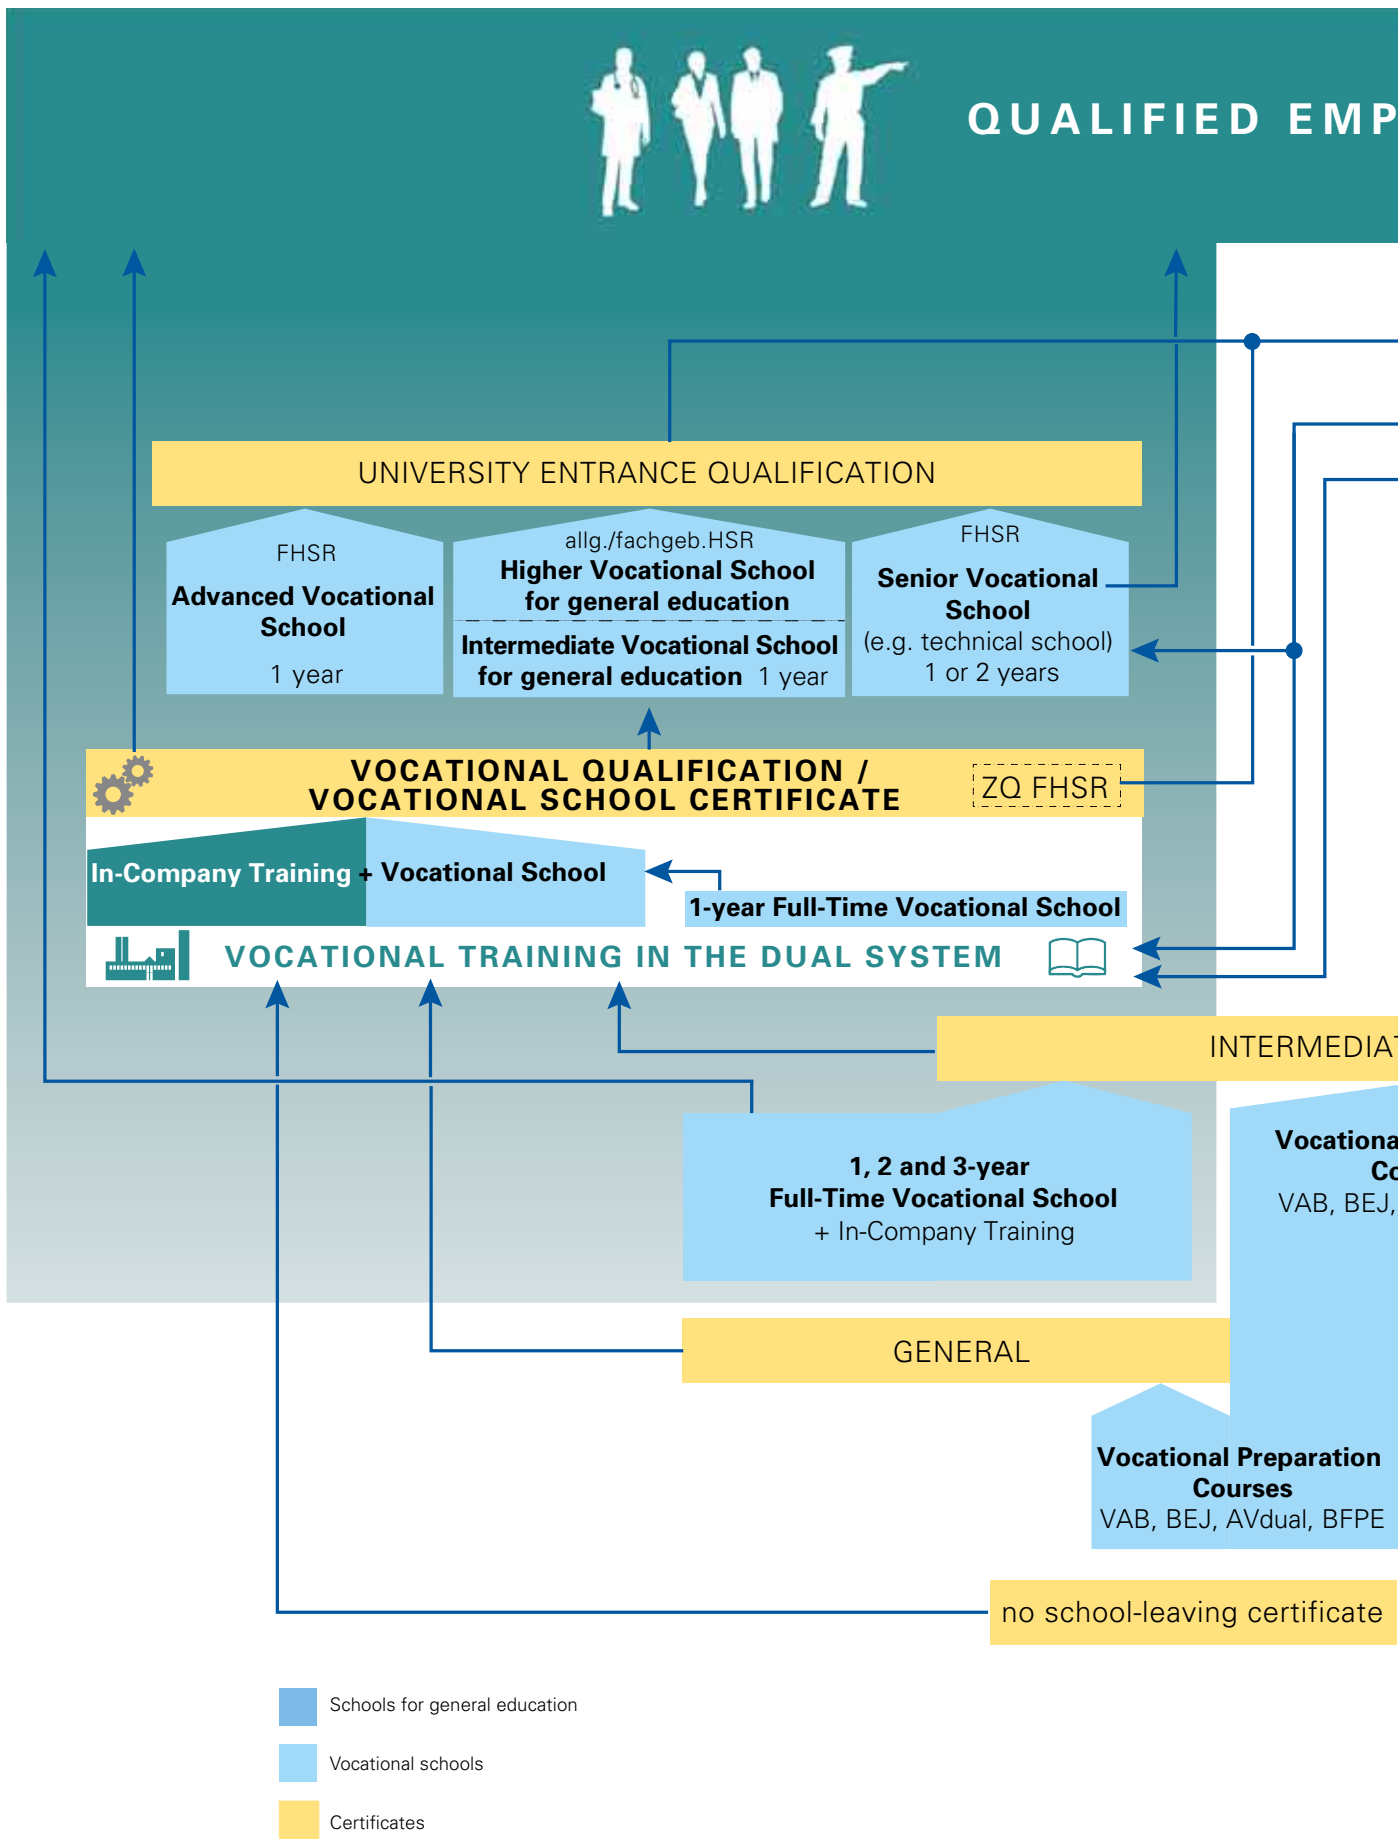 QUALIFIED EMP
UNIVERSITY ENTRANCE QUALIFICATION
FHSR
Advanced Vocational
School
1 year
allg./fachgeb.HSR
Higher Vocational School
for general education
Intermediate Vocational School
for general education 1 year
FHSR
Senior Vocational
School
(e.g. technical school)
1 or 2 years
VOCATIONAL QUALIFICATION /
VOCATIONAL SCHOOL CERTIFICATE
ZQ FHSR
In-Company Training + Vocational School
1-year Full-Time Vocational School
VOCATIONAL TRAINING IN THE DUAL SYSTEM
INTERMEDIAT
1, 2 and 3-year
Full-Time Vocational School
+ In-Company Training
Vocationa
Co
VAB, BEJ,
GENERAL
Vocational Preparation
Courses
VAB, BEJ, AVdual, BFPE
no school-leaving certificate
Schools for general education
Vocational schools
Certificates